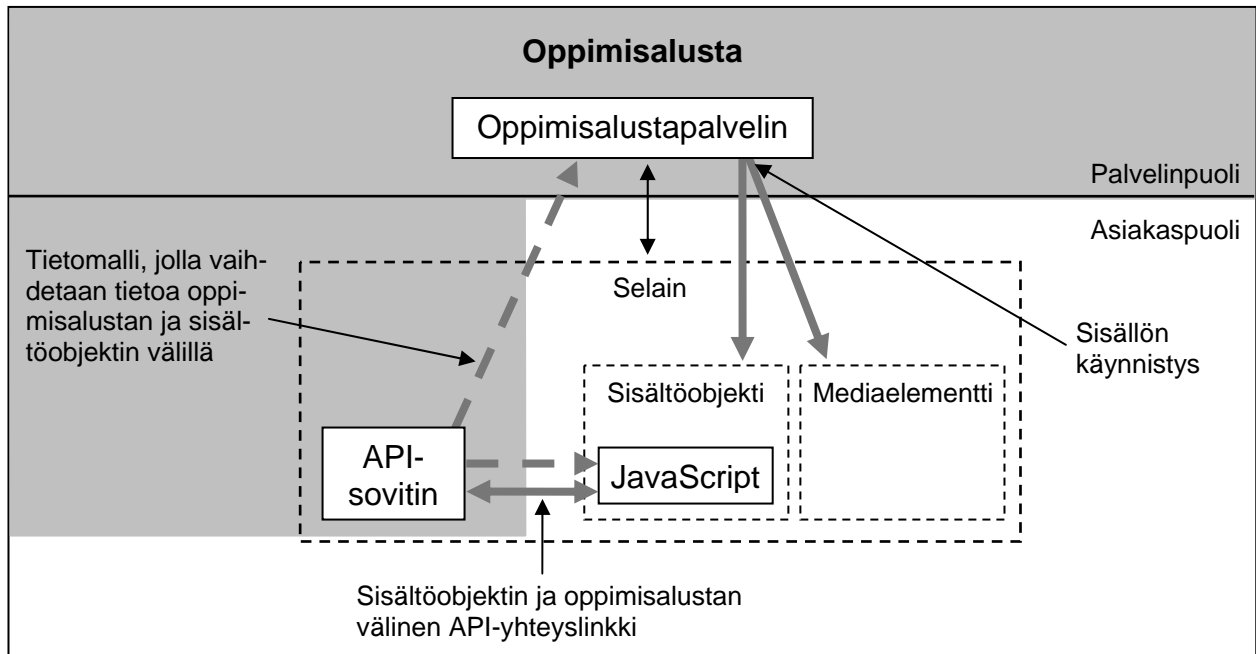 Oppimisalusta
Oppimisalustapalvelin
Palvelinpuoli
Asiakaspuoli
Tietomalli, jolla vaih-
detaan tietoa oppi-
misalustan ja sisäl-
töobjektin välillä
Selain
Sisällön
käynnistys
Sisältöobjekti
Mediaelementti
API-
sovitin
JavaScript
Sisältöobjektin ja oppimisalustan
välinen API-yhteyslinkki